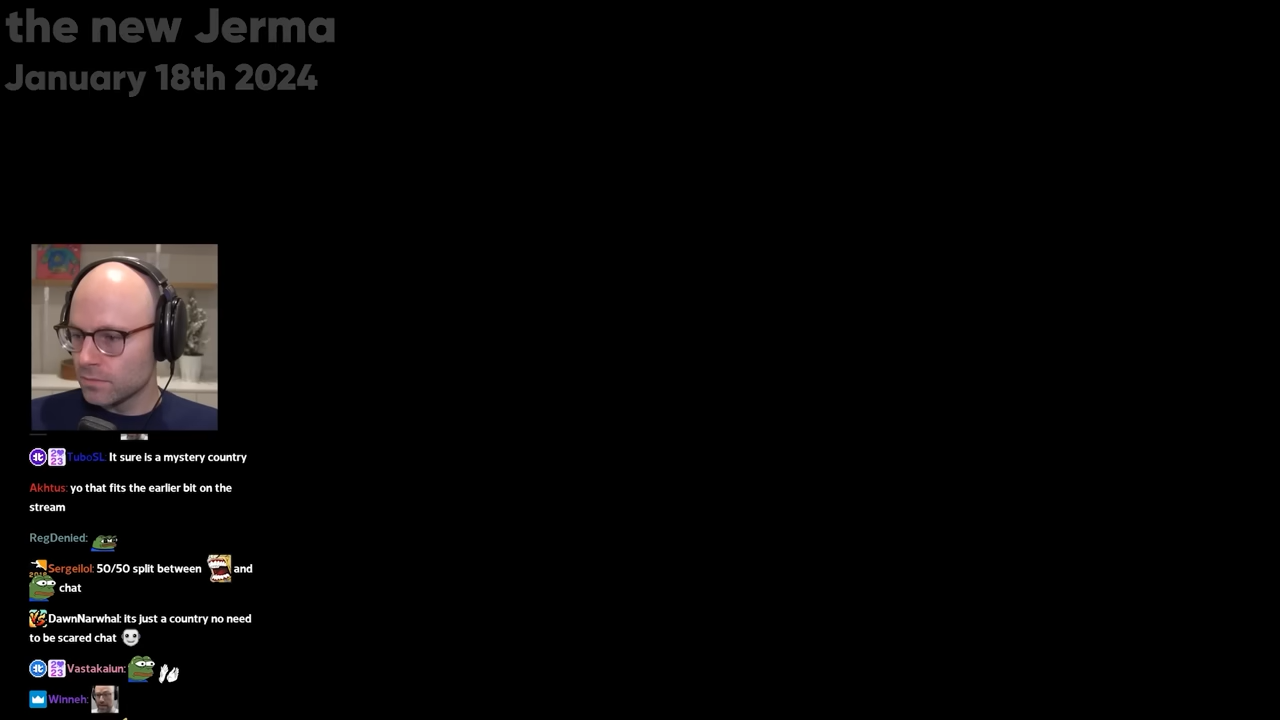 the new Jerma
January 18th 2024
TuboSL: It sure is a mystery country
Akhtus: yo that fits the earlier bit on the
stream
RegDenied:
Sergeilol: 50/50 split between and
chat
DawnNarwhal: its just a country no need
to be scared chat
Vastakaiun:
Winneh: